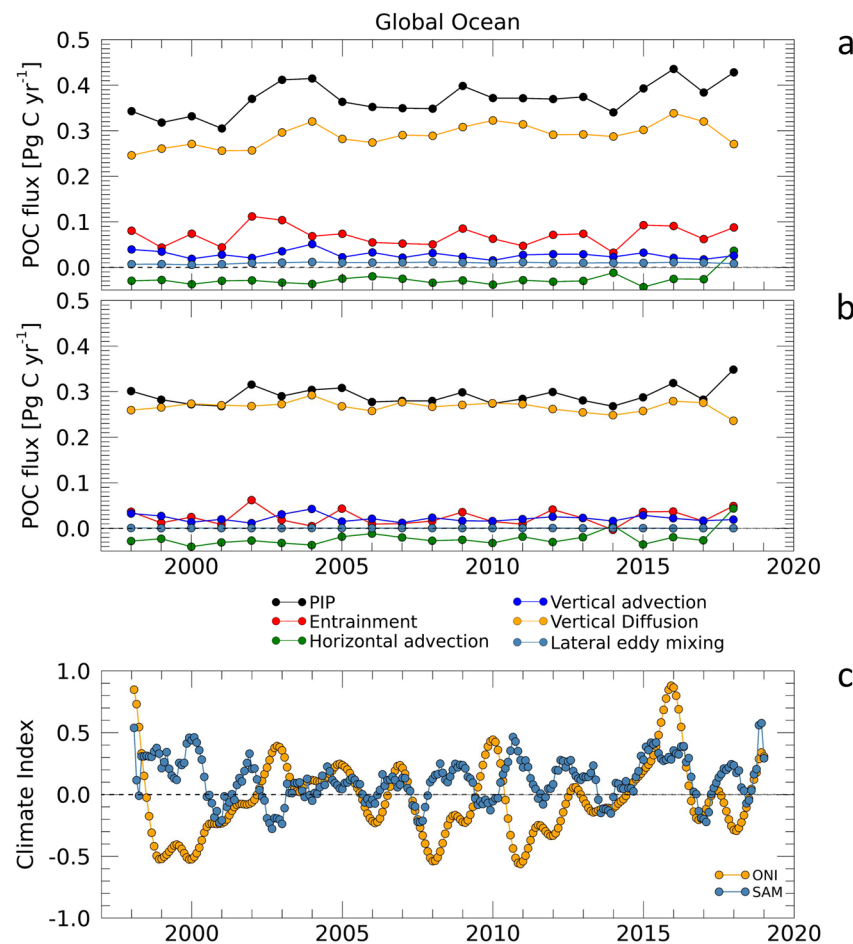 Global Ocean
a
0.5
0.4
0.3
0.2
0.1
0.0
POC flux [Pg C yr-1]
b
0.5
0.4
0.3
0.2
0.1
0.0
POC flux [Pg C yr-1]
2000 2005 2010 2015 2020
PIP Vertical advection
Entrainment Vertical Diffusion
Horizontal advection Lateral eddy mixing
c
1.0
0.5
0.0
-0.5
-1.0
Climate Index
ONI
SAM
2000 2005 2010 2015 2020